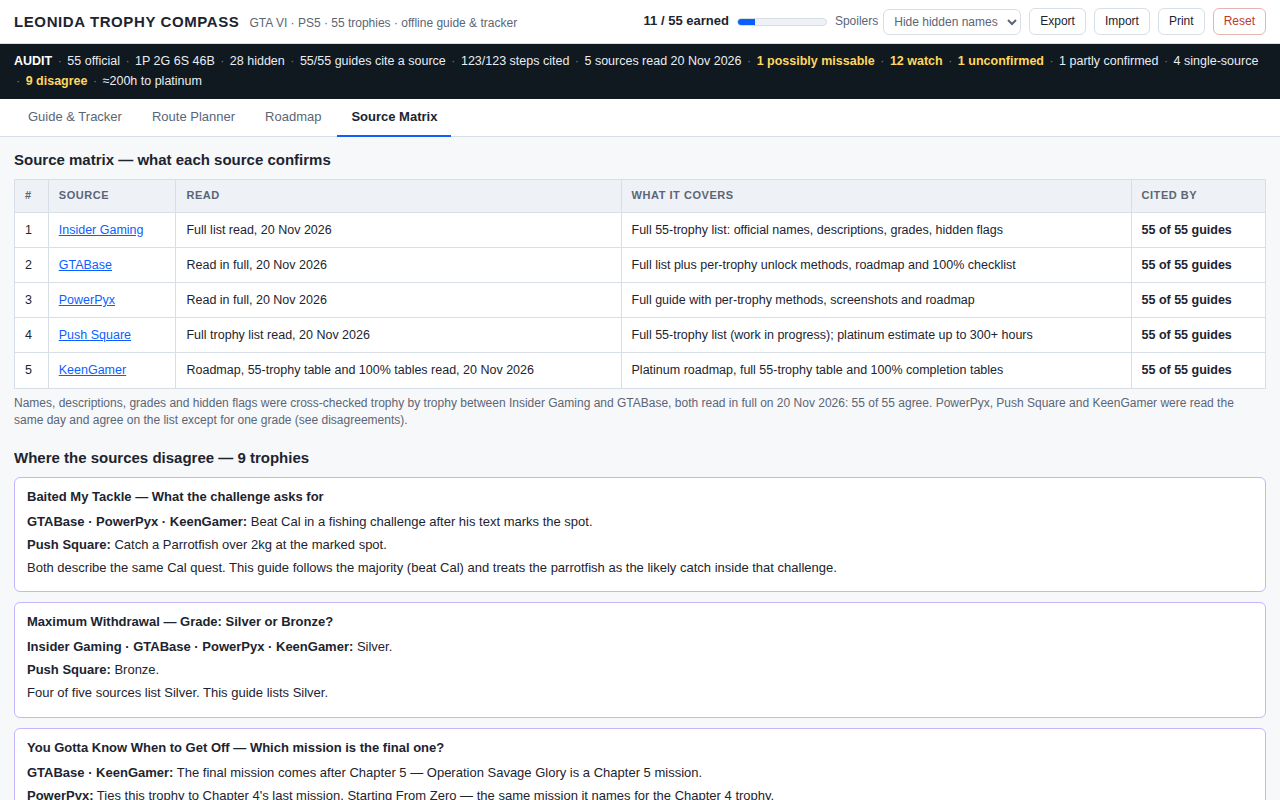 LEONIDA TROPHY COMPASS GTA VI · PS5 · 55 trophies · offline guide & tracker 11 / 55 earned Spoilers Hide hidden names Export Import Print Reset
AUDIT · 55 official · 1P 2G 6S 46B · 28 hidden · 55/55 guides cite a source · 123/123 steps cited · 5 sources read 20 Nov 2026 · 1 possibly missable · 12 watch · 1 unconfirmed · 1 partly confirmed · 4 single-source
· 9 disagree · ≈200h to platinum
Guide & Tracker Route Planner Roadmap Source Matrix
Source matrix — what each source confirms
# SOURCE READ WHAT IT COVERS CITED BY
1 Insider Gaming Full list read, 20 Nov 2026 Full 55-trophy list: official names, descriptions, grades, hidden flags 55 of 55 guides
2 GTABase Read in full, 20 Nov 2026 Full list plus per-trophy unlock methods, roadmap and 100% checklist 55 of 55 guides
3 PowerPyx Read in full, 20 Nov 2026 Full guide with per-trophy methods, screenshots and roadmap 55 of 55 guides
4 Push Square Full trophy list read, 20 Nov 2026 Full 55-trophy list (work in progress); platinum estimate up to 300+ hours 55 of 55 guides
5 KeenGamer Roadmap, 55-trophy table and 100% tables read, 20 Nov 2026 Platinum roadmap, full 55-trophy table and 100% completion tables 55 of 55 guides
Names, descriptions, grades and hidden flags were cross-checked trophy by trophy between Insider Gaming and GTABase, both read in full on 20 Nov 2026: 55 of 55 agree. PowerPyx, Push Square and KeenGamer were read the
same day and agree on the list except for one grade (see disagreements).
Where the sources disagree — 9 trophies
Baited My Tackle — What the challenge asks for
GTABase · PowerPyx · KeenGamer: Beat Cal in a fishing challenge after his text marks the spot.
Push Square: Catch a Parrotfish over 2kg at the marked spot.
Both describe the same Cal quest. This guide follows the majority (beat Cal) and treats the parrotfish as the likely catch inside that challenge.
Maximum Withdrawal — Grade: Silver or Bronze?
Insider Gaming · GTABase · PowerPyx · KeenGamer: Silver.
Push Square: Bronze.
Four of five sources list Silver. This guide lists Silver.
You Gotta Know When to Get Off — Which mission is the final one?
GTABase · KeenGamer: The final mission comes after Chapter 5 — Operation Savage Glory is a Chapter 5 mission.
PowerPyx: Ties this trophy to Chapter 4's last mission, Starting From Zero — the same mission it names for the Chapter 4 trophy.